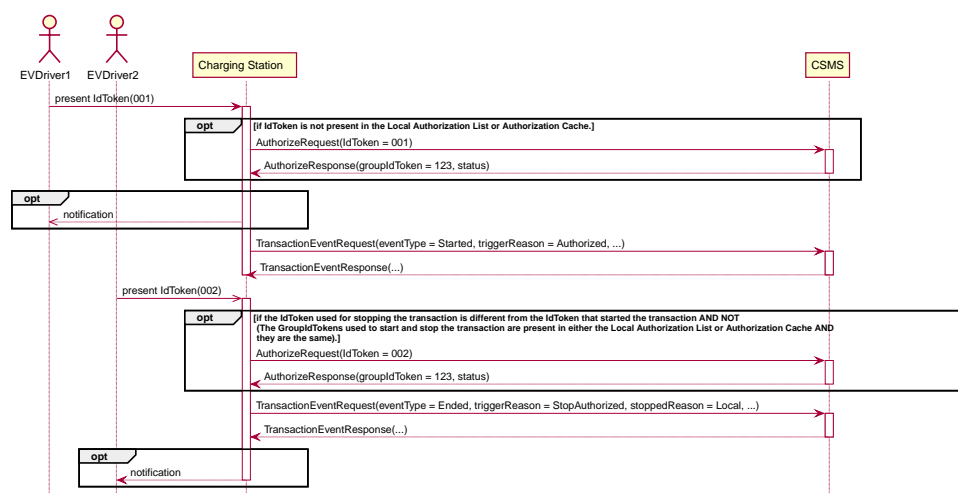 EVDriver1
EVDriver2
Charging Station
CSMS
present IdToken(001)
opt
[if IdToken is not present in the Local Authorization List or Authorization Cache.]
AuthorizeRequest(IdToken = 001)
AuthorizeResponse(groupIdToken = 123, status)
opt
notification
TransactionEventRequest(eventType = Started, triggerReason = Authorized, ...)
TransactionEventResponse(...)
present IdToken(002)
opt
[if the IdToken used for stopping the transaction is different from the IdToken that started the transaction AND NOT
(The GroupIdTokens used to start and stop the transaction are present in either the Local Authorization List or Authorization Cache AND
they are the same).]
AuthorizeRequest(IdToken = 002)
AuthorizeResponse(groupIdToken = 123, status)
TransactionEventRequest(eventType = Ended, triggerReason = StopAuthorized, stoppedReason = Local, ...)
TransactionEventResponse(...)
opt
notification